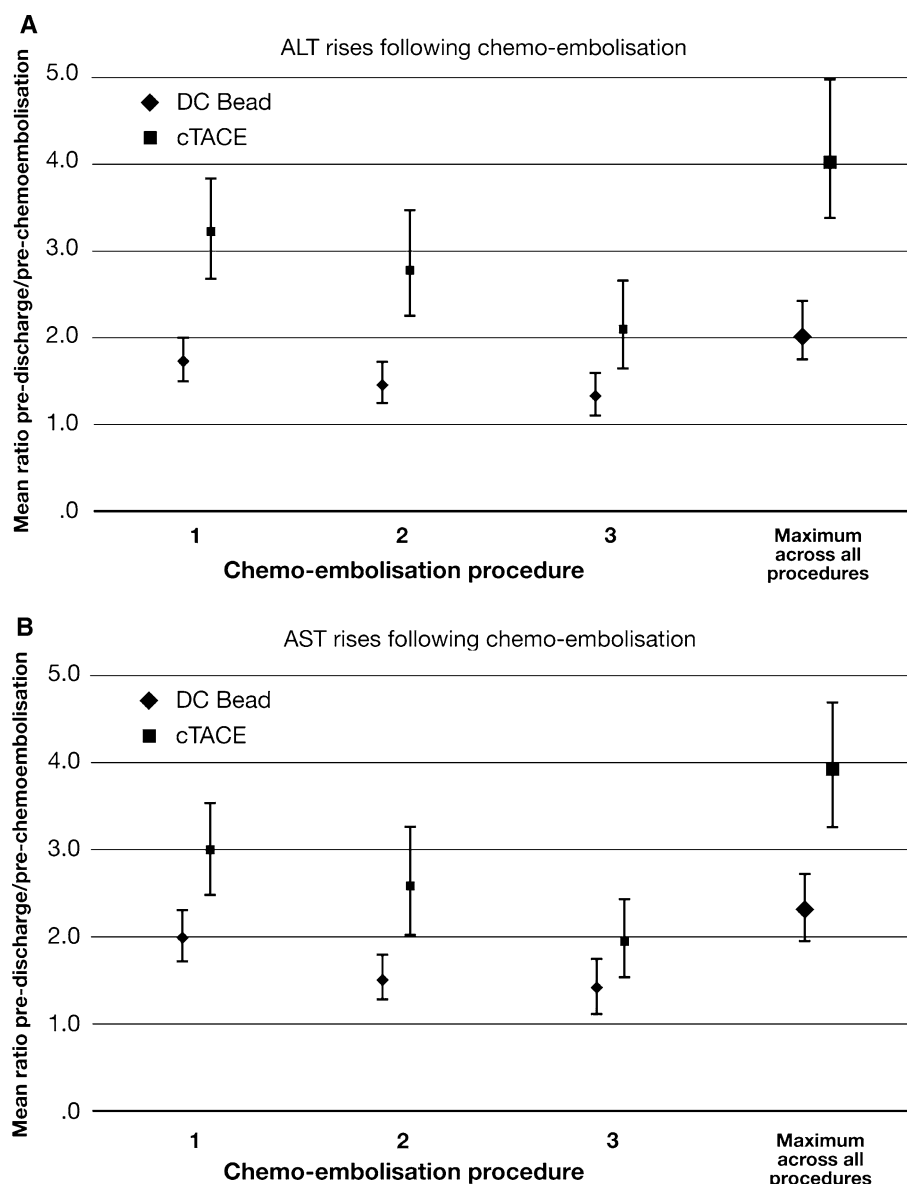 A
ALT rises following chemo-embolisation
Mean ratio pre-discharge/pre-chemoembolisation
5.0
4.0
3.0
2.0
1.0
.0
DC Bead
cTACE
1
2
3
Maximum
across all
procedures
Chemo-embolisation procedure
B
AST rises following chemo-embolisation
Mean ratio pre-discharge/pre-chemoembolisation
5.0
4.0
3.0
2.0
1.0
.0
DC Bead
cTACE
1
2
3
Maximum
across all
procedures
Chemo-embolisation procedure